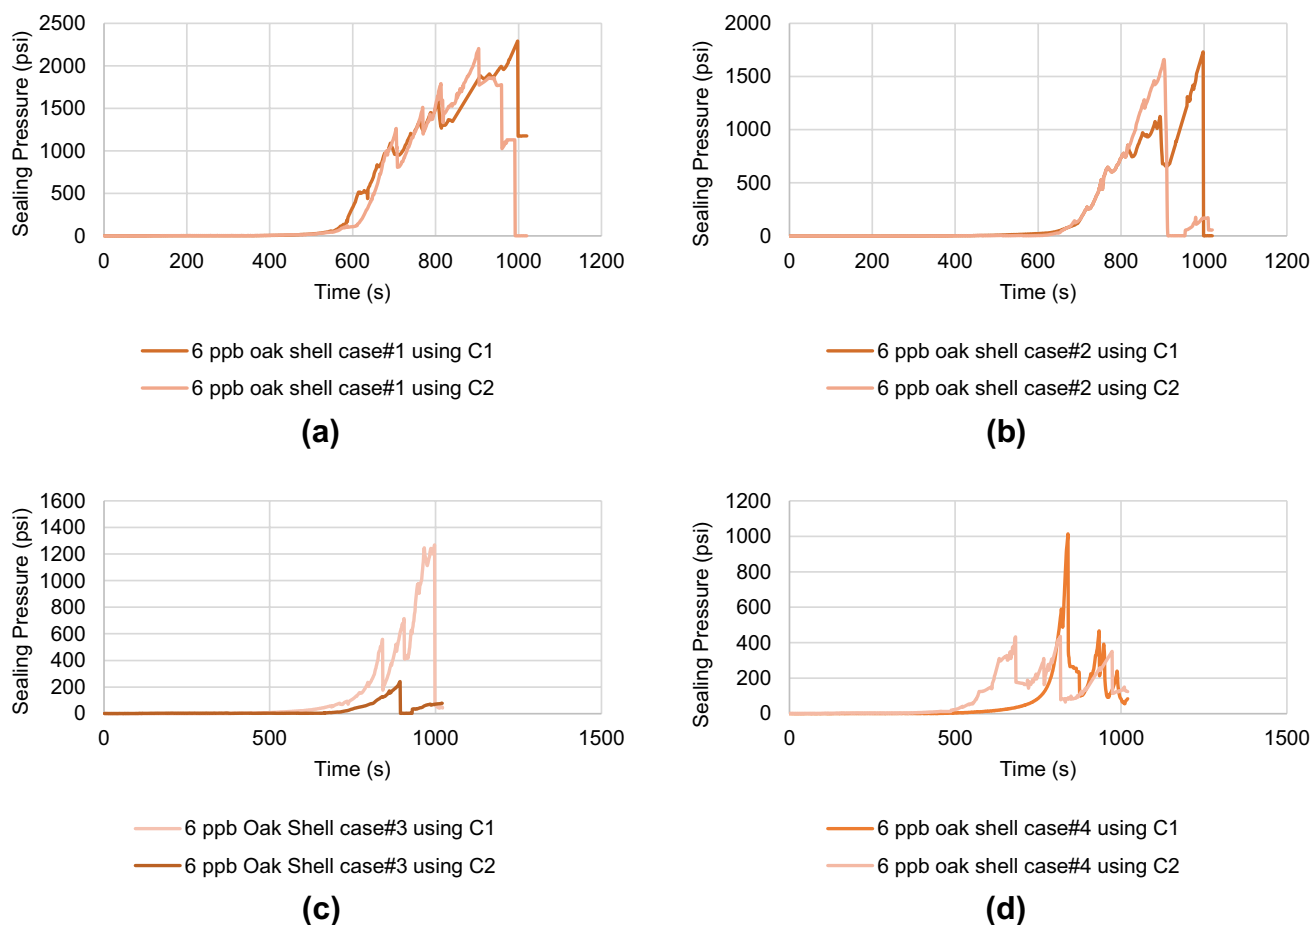 2500
2000
1500
1000
500
0
Sealing Pressure (psi)
0 200 400 600 800 1000 1200
Time (s)
6 ppb oak shell case#1 using C1
6 ppb oak shell case#1 using C2
(a)
2000
1500
1000
500
0
Sealing Pressure (psi)
0 200 400 600 800 1000 1200
Time (s)
6 ppb oak shell case#2 using C1
6 ppb oak shell case#2 using C2
(b)
1600
1400
1200
1000
800
600
400
200
0
Sealing Pressure (psi)
0 500 1000 1500
Time (s)
6 ppb Oak Shell case#3 using C1
6 ppb Oak Shell case#3 using C2
(c)
1200
1000
800
600
400
200
0
Sealing Pressure (psi)
0 500 1000 1500
Time (s)
6 ppb oak shell case#4 using C1
6 ppb oak shell case#4 using C2
(d)